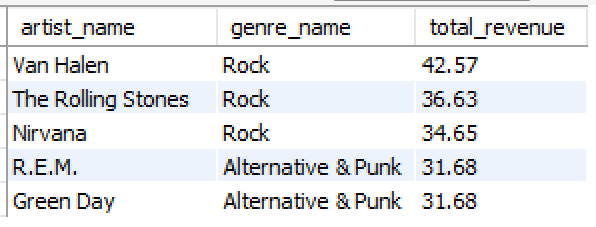 artist_name genre_name total_revenue
Van Halen Rock 42.57
The Rolling Stones Rock 36.63
Nirvana Rock 34.65
R.E.M. Alternative & Punk 31.68
Green Day Alternative & Punk 31.68